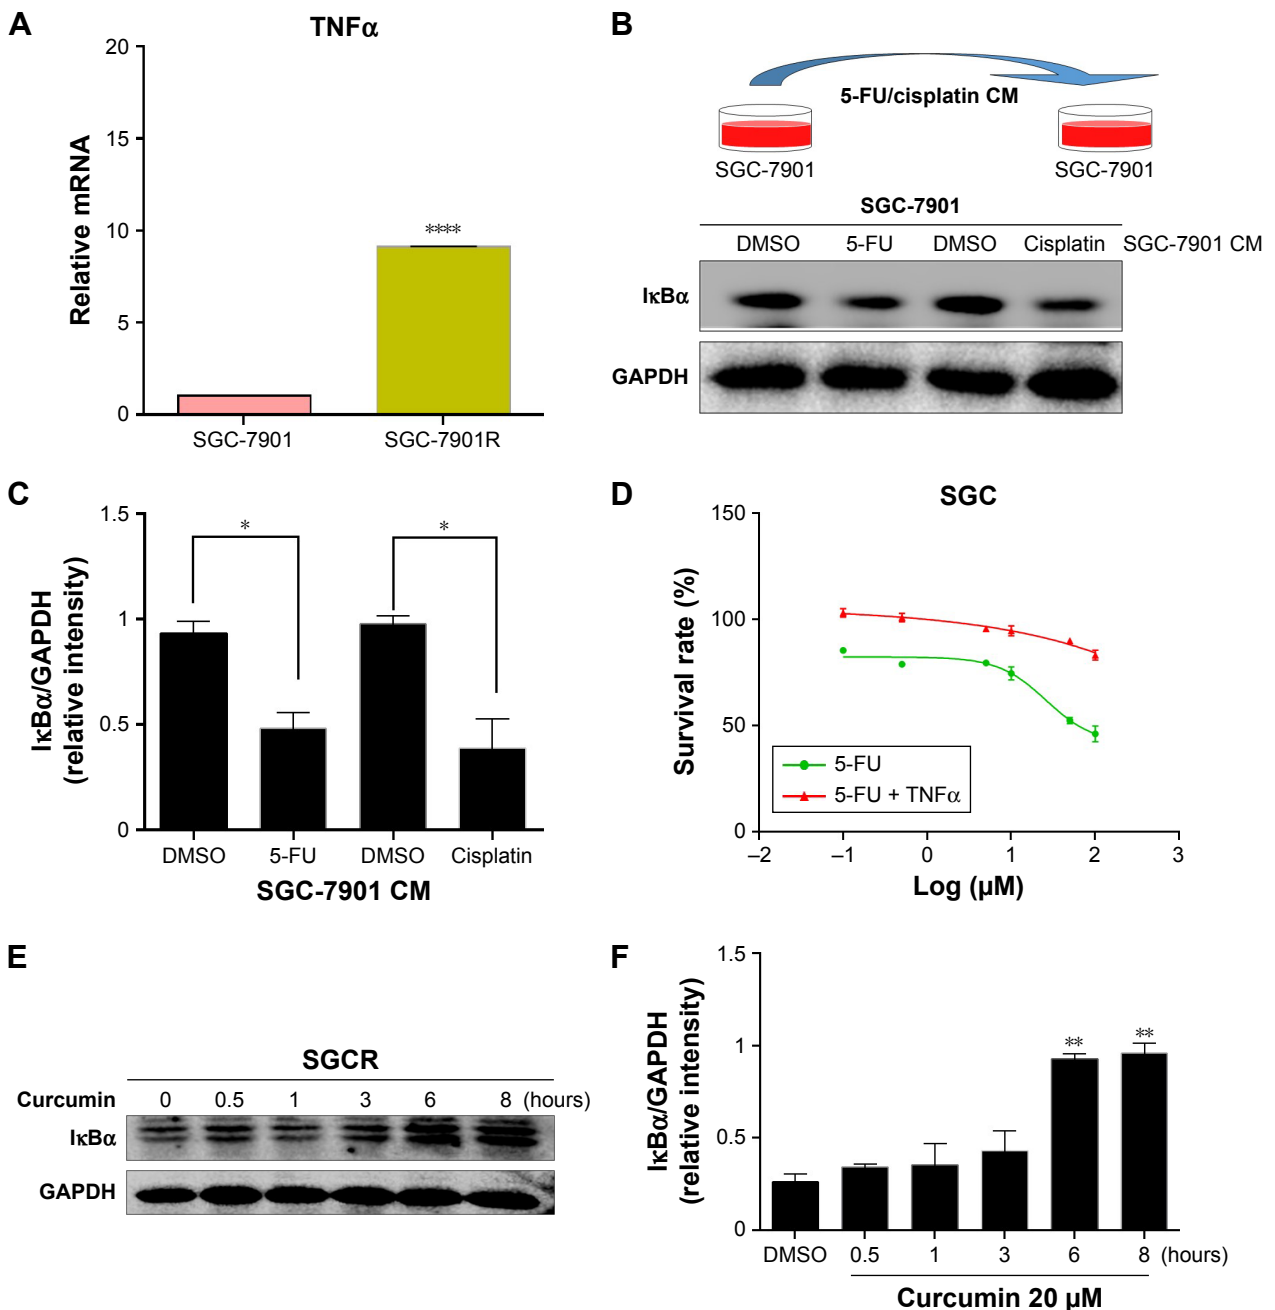 A
TNFα
Relative mRNA
20
15
10
5
0
****
SGC-7901
SGC-7901R
B
5-FU/cisplatin CM
SGC-7901
SGC-7901
SGC-7901
DMSO 5-FU DMSO Cisplatin SGC-7901 CM
IκBα
GAPDH
C
IκBα/GAPDH
(relative intensity)
1.5
1
0.5
0
*
*
DMSO 5-FU DMSO Cisplatin
SGC-7901 CM
D
SGC
Survival rate (%)
150
100
50
0
5-FU
5-FU + TNFα
–2 –1 0 1 2 3
Log (µM)
E
SGCR
Curcumin 0 0.5 1 3 6 8 (hours)
IκBα
GAPDH
F
IκBα/GAPDH
(relative intensity)
1.5
1
0.5
0
**
**
DMSO 0.5 1 3 6 8 (hours)
Curcumin 20 µM